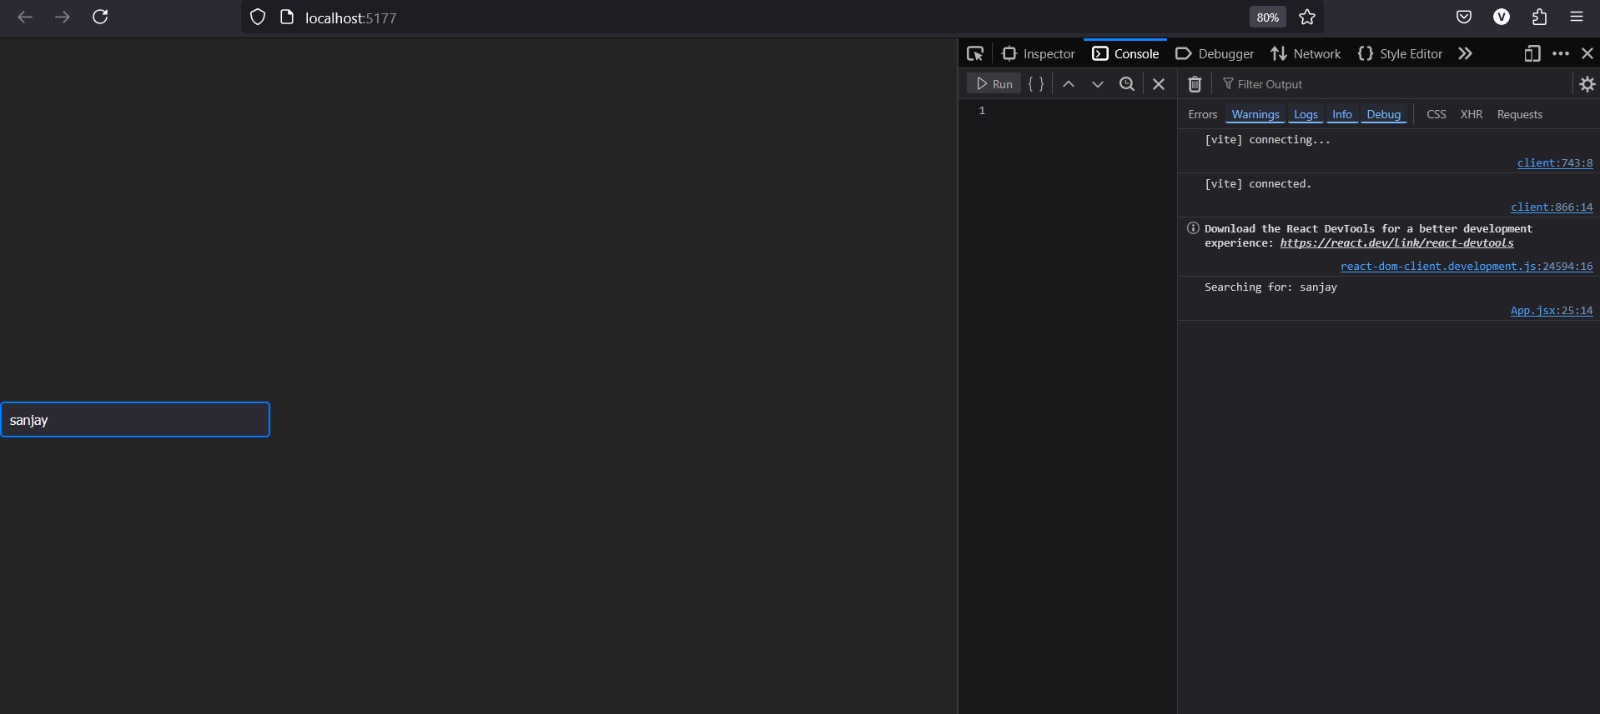 localhost:5177
80%
V
Inspector
Console
Debugger
Network
Style Editor
Run
Filter Output
1
Errors
Warnings
Logs
Info
Debug
CSS
XHR
Requests
[vite] connecting...
client:743:8
[vite] connected.
client:866:14
Download the React DevTools for a better development
experience: https://react.dev/link/react-devtools
react-dom-client.development.js:24594:16
Searching for: sanjay
App.jsx:25:14
sanjay